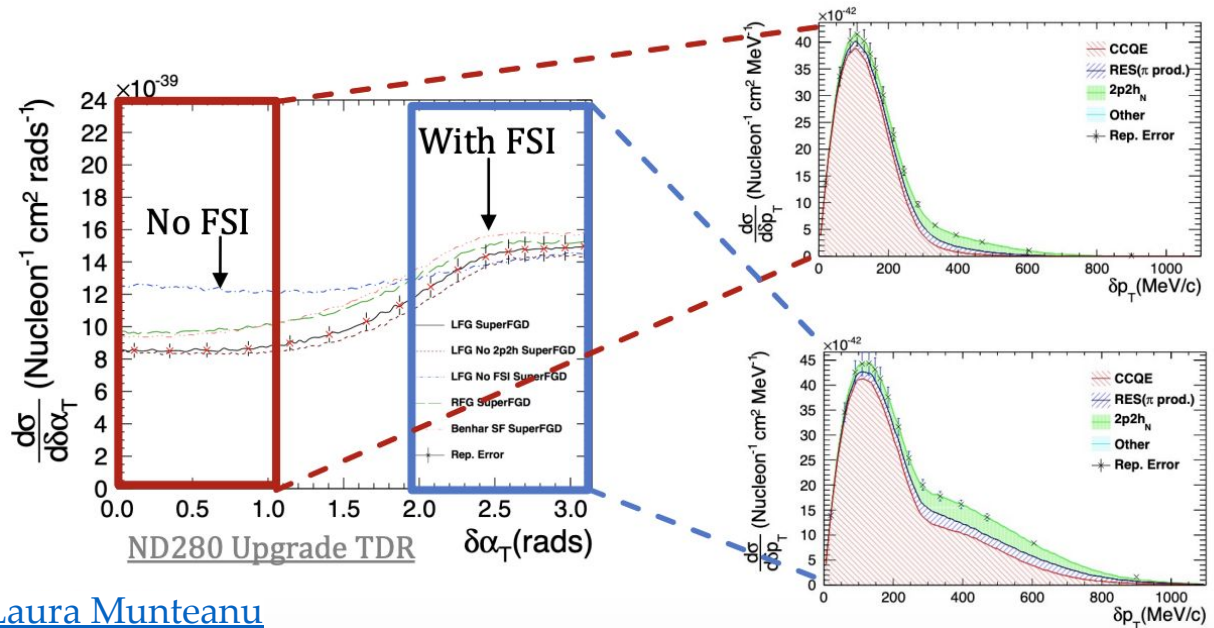 ×10⁻³⁹
24
22
20
18
16
14
12
10
8
6
4
2
0
0.0 0.5 1.0 1.5 2.0 2.5 3.0
dσ/dδα_T (Nucleon⁻¹ cm² rads⁻¹)
δα_T(rads)
No FSI
With FSI
LFG SuperFGD
LFG No 2p2h SuperFGD
LFG No FSI SuperFGD
RFG SuperFGD
Benhar SF SuperFGD
Rep. Error
ND280 Upgrade TDR
Laura Munteanu
×10⁻⁴²
40
35
30
25
20
15
10
5
0
0 200 400 600 800 1000
dσ/dδp_T (Nucleon⁻¹ cm² MeV⁻¹)
δp_T(MeV/c)
CCQE
RES(π prod.)
2p2h_N
Other
Rep. Error
×10⁻⁴²
45
40
35
30
25
20
15
10
5
0
0 200 400 600 800 1000
dσ/dδp_T (Nucleon⁻¹ cm² MeV⁻¹)
δp_T(MeV/c)
CCQE
RES(π prod.)
2p2h_N
Other
Rep. Error